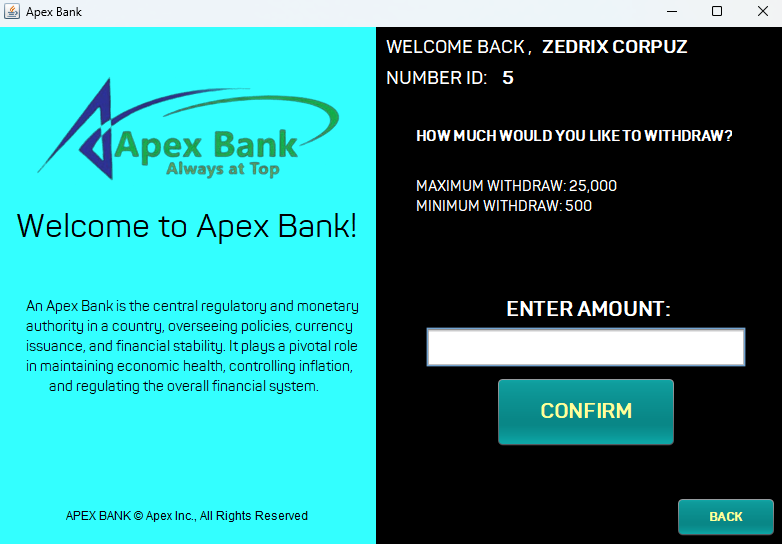 Apex Bank
Apex Bank
Always at Top
Welcome to Apex Bank!
An Apex Bank is the central regulatory and monetary
authority in a country, overseeing policies, currency
issuance, and financial stability. It plays a pivotal role
in maintaining economic health, controlling inflation,
and regulating the overall financial system.
APEX BANK © Apex Inc., All Rights Reserved
WELCOME BACK , ZEDRIX CORPUZ
NUMBER ID: 5
HOW MUCH WOULD YOU LIKE TO WITHDRAW?
MAXIMUM WITHDRAW: 25,000
MINIMUM WITHDRAW: 500
ENTER AMOUNT:
CONFIRM
BACK